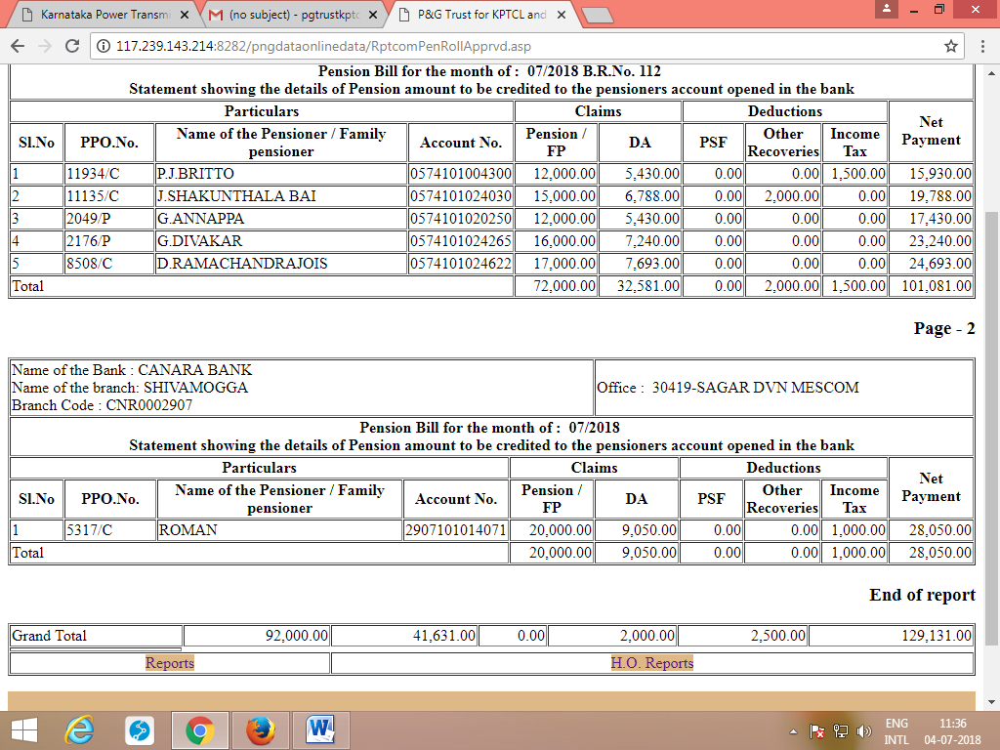 Karnataka Power Transm
(no subject) - pgtrustkptc
P&G Trust for KPTCL and
117.239.143.214:8282/pngdataonlinedata/RptcomPenRollApprvd.asp
Pension Bill for the month of : 07/2018 B.R.No. 112
Statement showing the details of Pension amount to be credited to the pensioners account opened in the bank
Particulars Claims Deductions Net Payment
Sl.No PPO.No. Name of the Pensioner / Family pensioner Account No. Pension / FP DA PSF Other Recoveries Income Tax
1 11934/C P.J.BRITTO 0574101004300 12,000.00 5,430.00 0.00 0.00 1,500.00 15,930.00
2 11135/C J.SHAKUNTHALA BAI 0574101024030 15,000.00 6,788.00 0.00 2,000.00 0.00 19,788.00
3 2049/P G.ANNAPPA 0574101020250 12,000.00 5,430.00 0.00 0.00 0.00 17,430.00
4 2176/P G.DIVAKAR 0574101024265 16,000.00 7,240.00 0.00 0.00 0.00 23,240.00
5 8508/C D.RAMACHANDRAJOIS 0574101024622 17,000.00 7,693.00 0.00 0.00 0.00 24,693.00
Total 72,000.00 32,581.00 0.00 2,000.00 1,500.00 101,081.00
Page - 2
Name of the Bank : CANARA BANK
Name of the branch: SHIVAMOGGA
Branch Code : CNR0002907
Office : 30419-SAGAR DVN MESCOM
Pension Bill for the month of : 07/2018
Statement showing the details of Pension amount to be credited to the pensioners account opened in the bank
Particulars Claims Deductions Net Payment
Sl.No PPO.No. Name of the Pensioner / Family pensioner Account No. Pension / FP DA PSF Other Recoveries Income Tax
1 5317/C ROMAN 2907101014071 20,000.00 9,050.00 0.00 0.00 1,000.00 28,050.00
Total 20,000.00 9,050.00 0.00 0.00 1,000.00 28,050.00
End of report
Grand Total 92,000.00 41,631.00 0.00 2,000.00 2,500.00 129,131.00
Reports H.O. Reports
ENG 11:36
INTL 04-07-2018